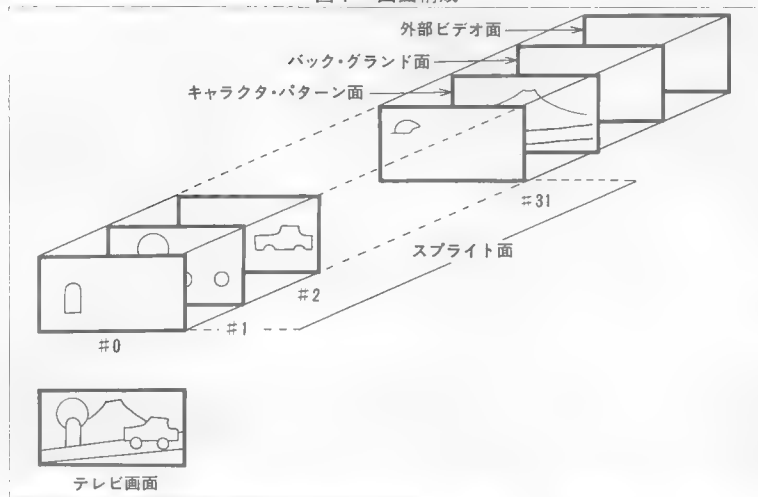 外部ビデオ面
バック・グランド面
キャラクタ・パターン面
#31
スプライト面
#2
#1
#0
テレビ画面